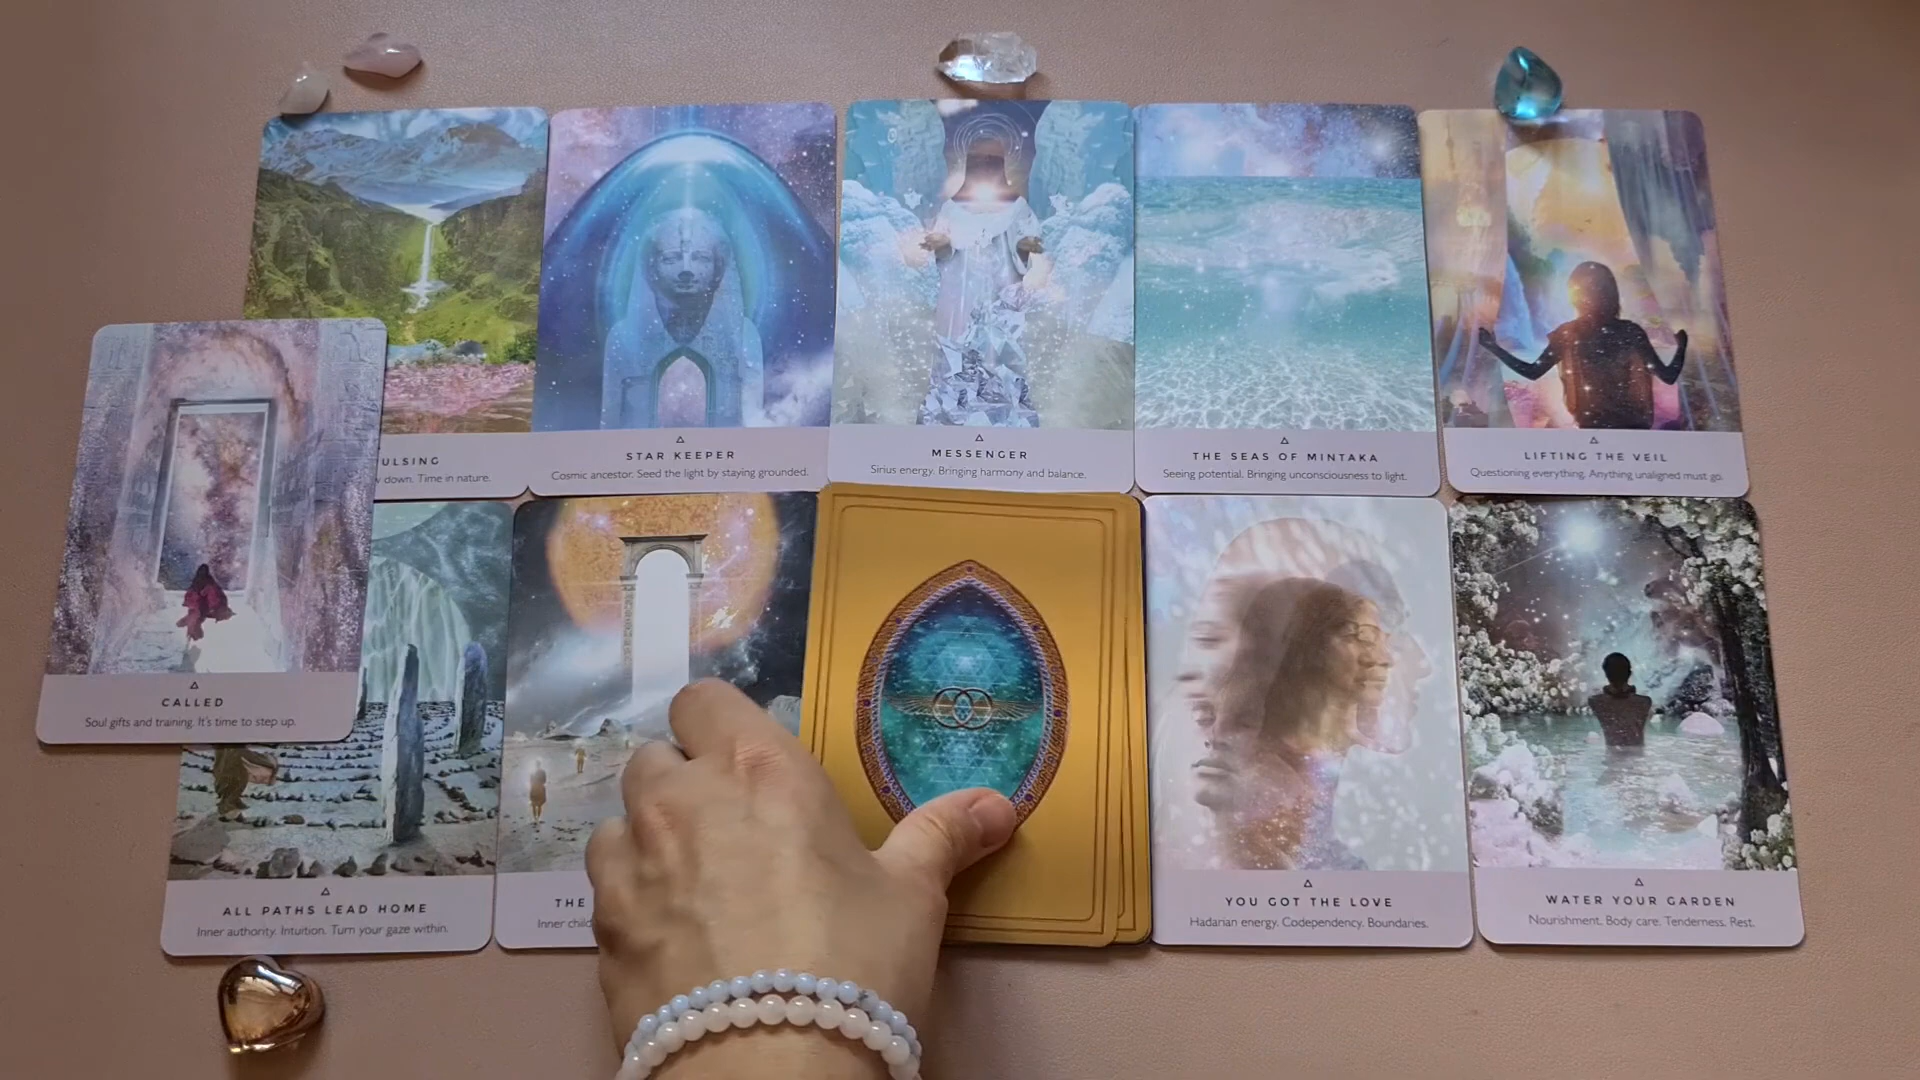 ULSING
down. Time in nature.
STAR KEEPER
Cosmic ancestor. Seed the light by staying grounded.
MESSENGER
Sirius energy. Bringing harmony and balance.
THE SEAS OF MINTAKA
Seeing potential. Bringing unconsciousness to light.
LIFTING THE VEIL
Questioning everything. Anything unaligned must go.
CALLED
Soul gifts and training. It's time to step up.
ALL PATHS LEAD HOME
Inner authority. Intuition. Turn your gaze within.
THE
Inner child
YOU GOT THE LOVE
Hadarian energy. Codependency. Boundaries.
WATER YOUR GARDEN
Nourishment. Body care. Tenderness. Rest.